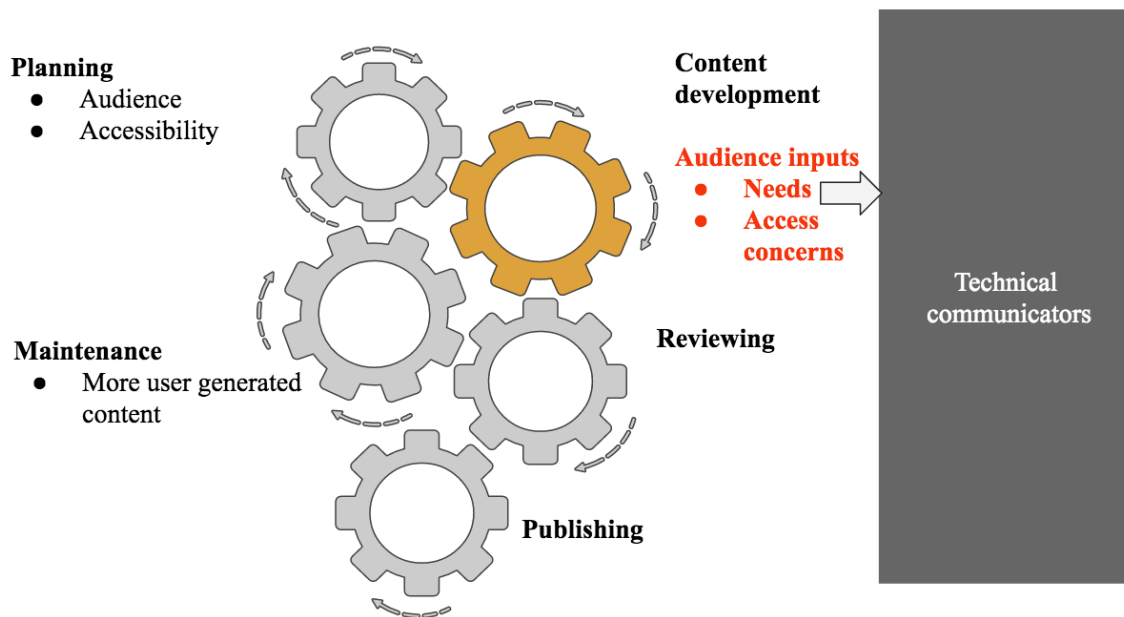 Planning
● Audience
● Accessibility
Content
development
Audience inputs
● Needs
● Access
concerns
Technical
communicators
Reviewing
Maintenance
● More user generated
content
Publishing